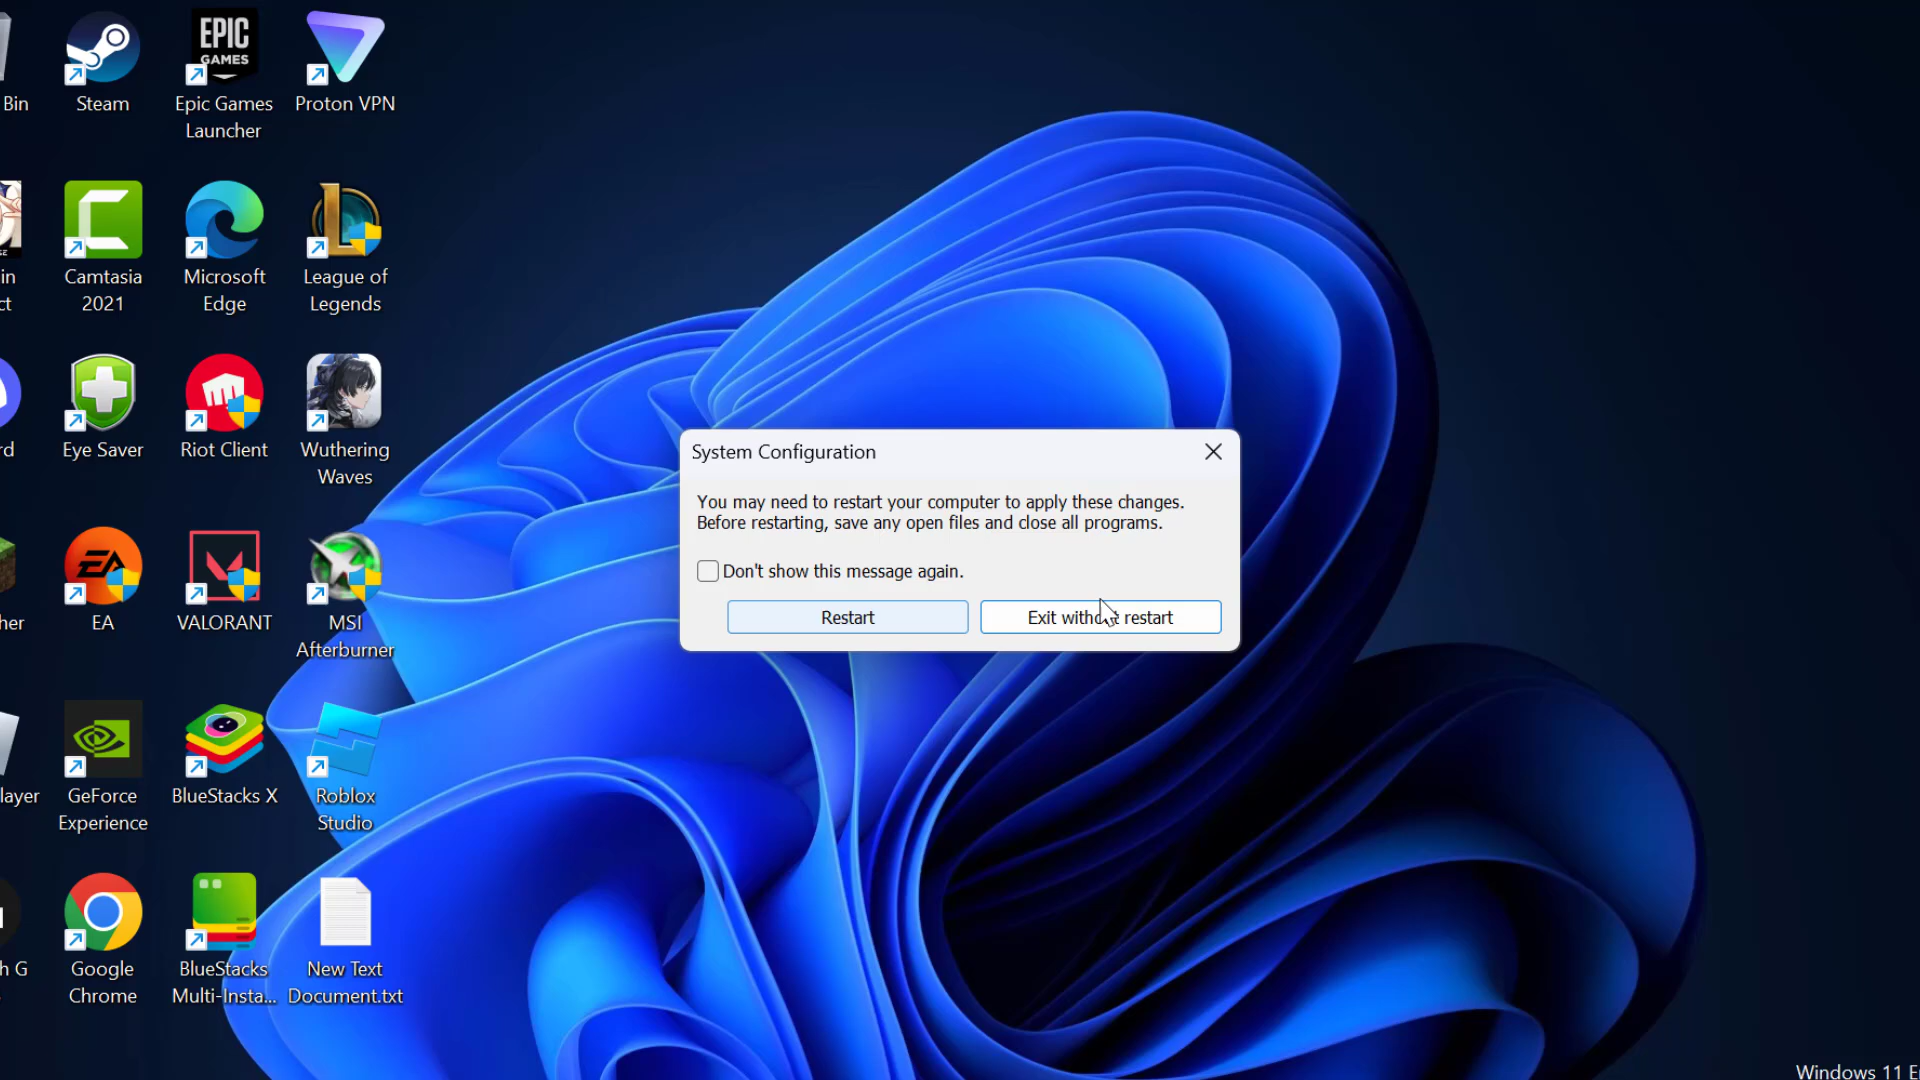 Bin
Steam
EPIC
GAMES
Epic Games
Launcher
Proton VPN
in
ct
Camtasia
2021
Microsoft
Edge
League of
Legends
rd
Eye Saver
Riot Client
Wuthering
Waves
her
EA
EA
VALORANT
MSI
Afterburner
layer
GeForce
Experience
BlueStacks X
Roblox
Studio
h G
Google
Chrome
BlueStacks
Multi-Insta...
New Text
Document.txt
System Configuration
You may need to restart your computer to apply these changes.
Before restarting, save any open files and close all programs.
Don't show this message again.
Restart
Exit without restart
Windows 11